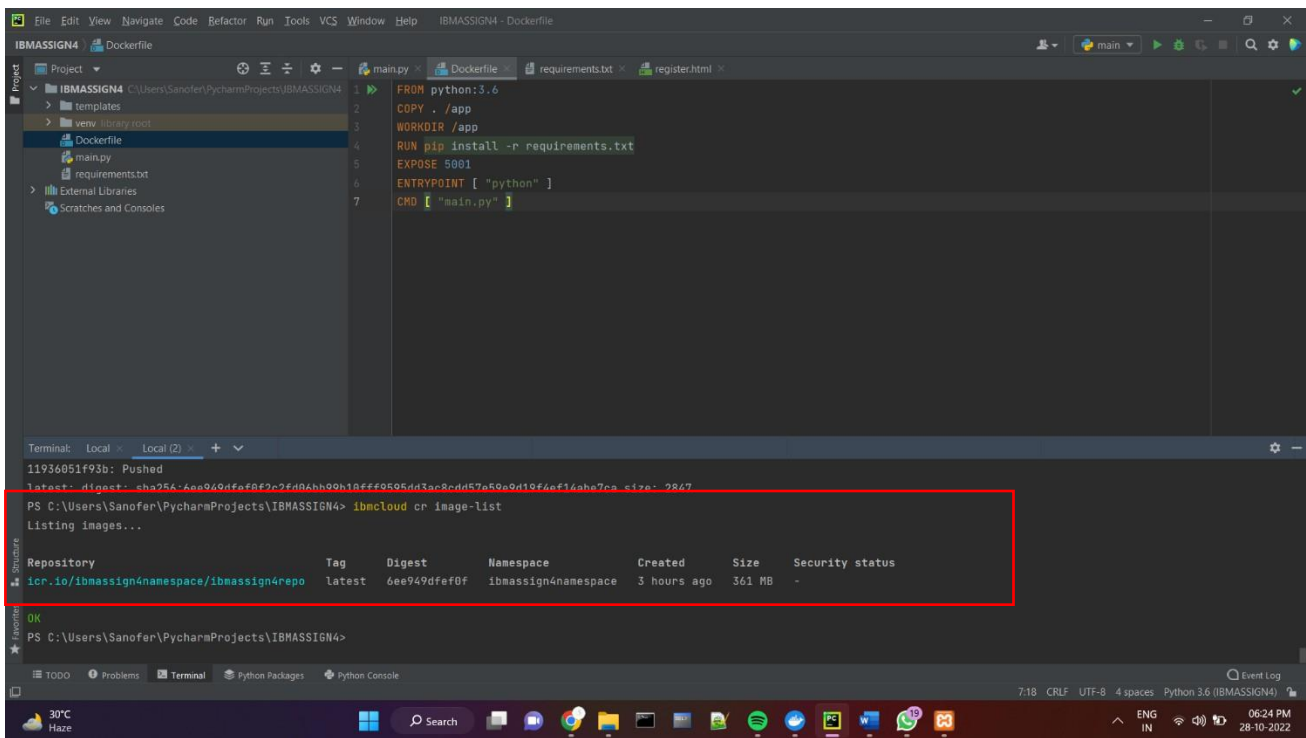 File Edit View Navigate Code Refactor Run Tools VCS Window Help IBMASSIGN4 - Dockerfile
IBMASSIGN4 Dockerfile main
Project main.py Dockerfile requirements.txt register.html
IBMASSIGN4 C:\Users\Sanofer\PycharmProjects\IBMASSIGN4
templates
venv library root
Dockerfile
main.py
requirements.txt
External Libraries
Scratches and Consoles
1 FROM python:3.6
2 COPY . /app
3 WORKDIR /app
4 RUN pip install -r requirements.txt
5 EXPOSE 5001
6 ENTRYPOINT [ "python" ]
7 CMD [ "main.py" ]
Terminal: Local Local (2)
11936051f93b: Pushed
PS C:\Users\Sanofer\PycharmProjects\IBMASSIGN4> ibmcloud cr image-list
Listing images...
Repository Tag Digest Namespace Created Size Security status
icr.io/ibmassign4namespace/ibmassign4repo latest 6ee949dfef0f ibmassign4namespace 3 hours ago 361 MB -
OK
PS C:\Users\Sanofer\PycharmProjects\IBMASSIGN4>
Project
Structure
Favorites
TODO Problems Terminal Python Packages Python Console Event Log
7:18 CRLF UTF-8 4 spaces Python 3.6 (IBMASSIGN4)
30°C
Haze
Search
19
ENG
IN
06:24 PM
28-10-2022